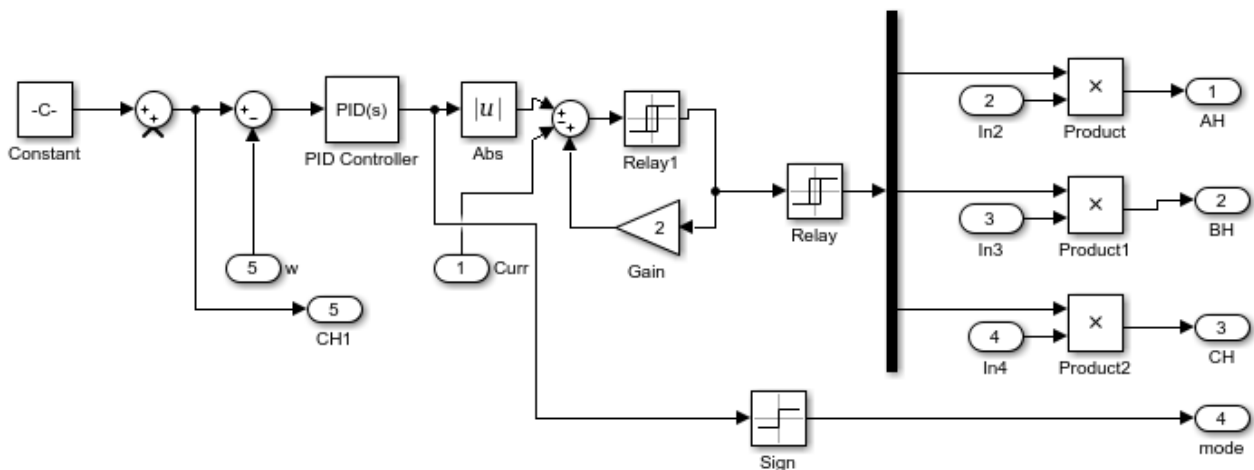 -C-
Constant
PID(s)
PID Controller
|u|
Abs
Relay1
2
Gain
Relay
5
w
1
Curr
5
CH1
2
In2
×
Product
1
AH
3
In3
×
Product1
2
BH
4
In4
×
Product2
3
CH
Sign
4
mode